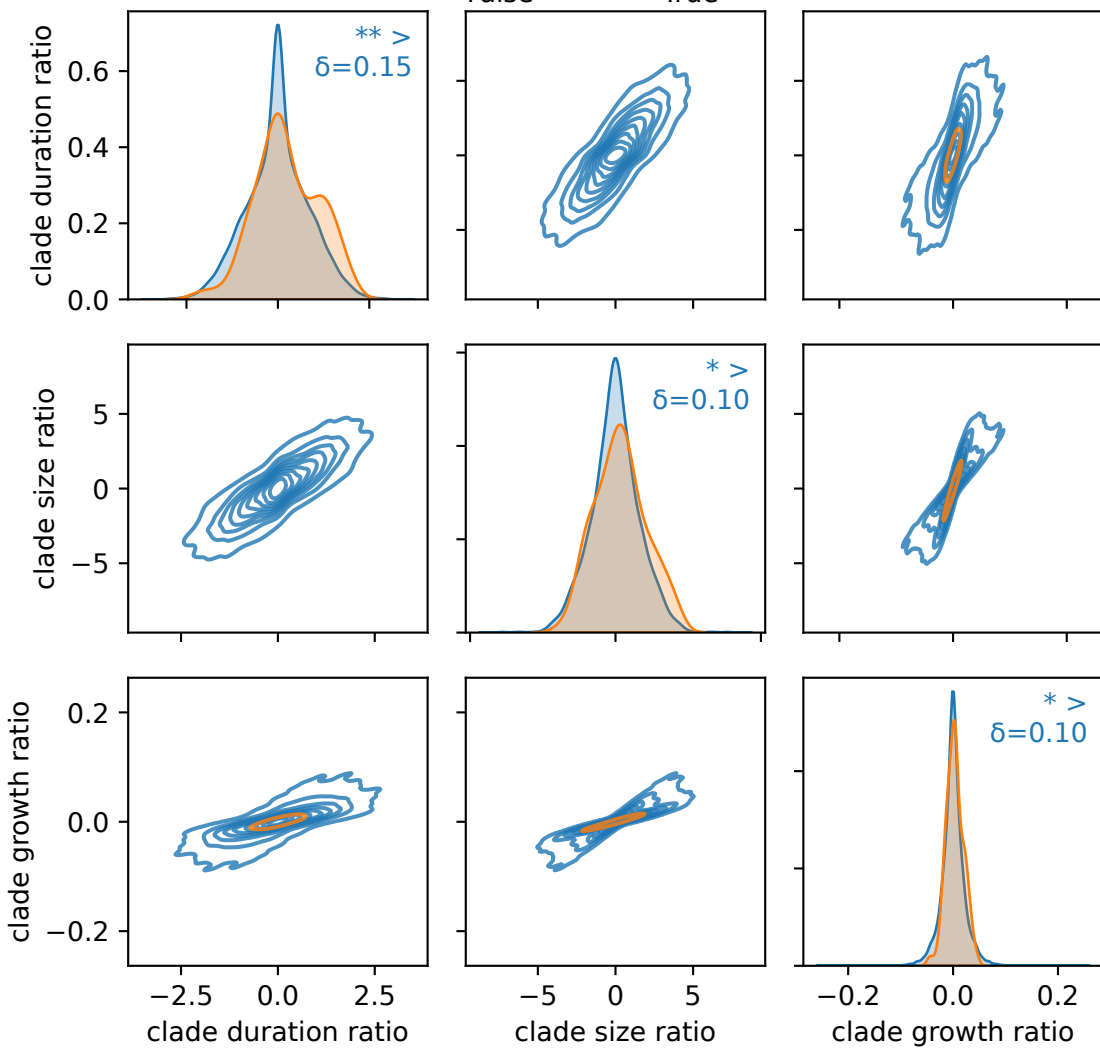 False True
clade duration ratio
0.6
0.4
0.2
0.0
** >
δ=0.15
clade size ratio
5
0
−5
* >
δ=0.10
clade growth ratio
0.2
0.0
−0.2
* >
δ=0.10
−2.5 0.0 2.5
−5 0 5
−0.2 0.0 0.2
clade duration ratio
clade size ratio
clade growth ratio